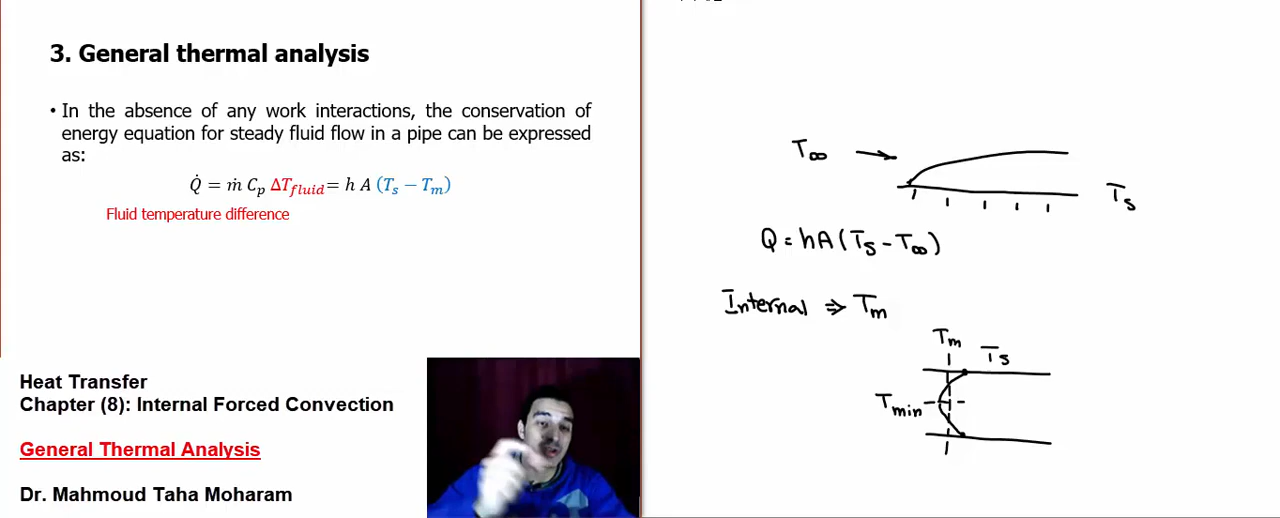 3. General thermal analysis
• In the absence of any work interactions, the conservation of
energy equation for steady fluid flow in a pipe can be expressed
as:
Q̇ = ṁ Cp ΔTfluid= h A (Ts − Tm)
Fluid temperature difference
Heat Transfer
Chapter (8): Internal Forced Convection
General Thermal Analysis
Dr. Mahmoud Taha Moharam
T∞
Ts
Q = hA(Ts - T∞)
Internal ⇒ Tm
Tm
Ts
Tmin